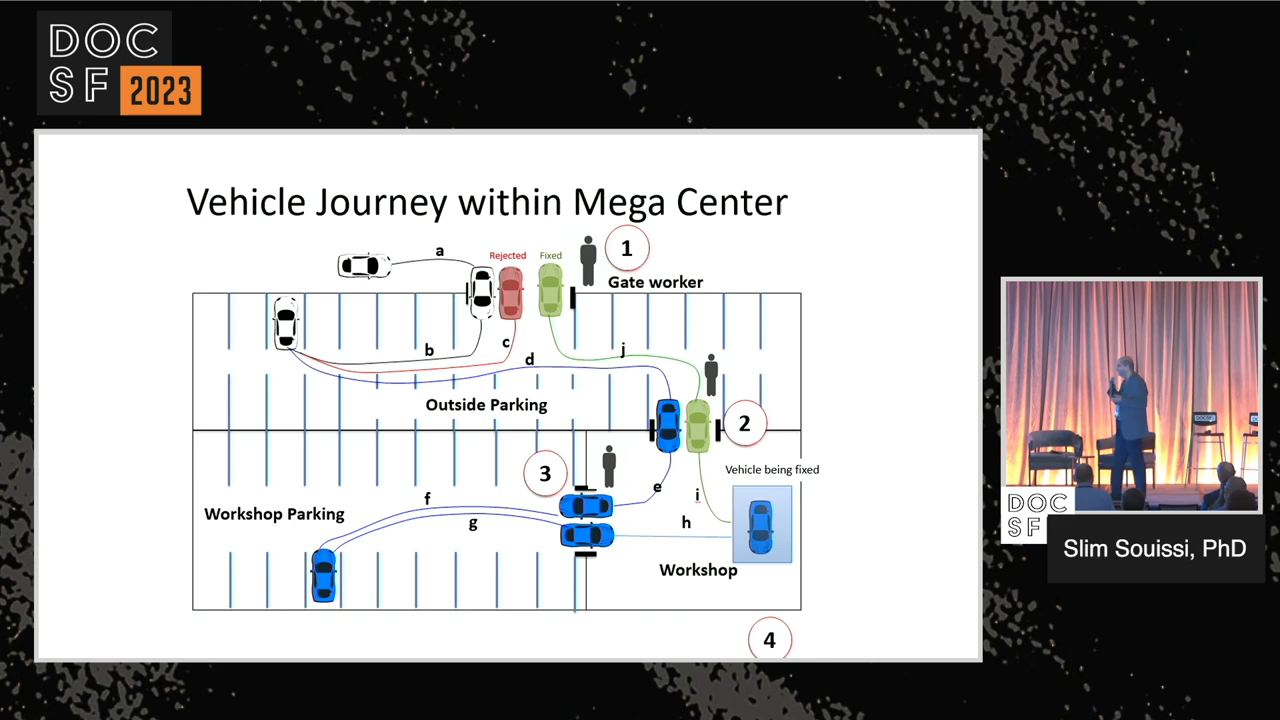 DOC
SF 2023
Vehicle Journey within Mega Center
a
Rejected
Fixed
1
Gate worker
b
c
d
j
Outside Parking
2
3
Vehicle being fixed
e
i
f
g
h
Workshop Parking
Workshop
4
DOC
SF
Slim Souissi, PhD